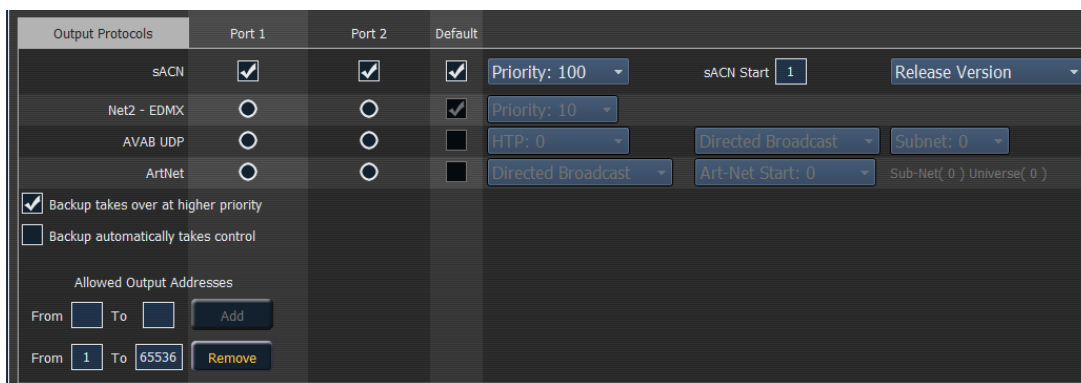 Output Protocols Port 1 Port 2 Default
sACN Priority: 100 sACN Start 1 Release Version
Net2 - EDMX Priority: 10
AVAB UDP HTP: 0 Directed Broadcast Subnet: 0
ArtNet Directed Broadcast Art-Net Start: 0 Sub-Net( 0 ) Universe( 0 )
Backup takes over at higher priority
Backup automatically takes control
Allowed Output Addresses
From To Add
From 1 To 65536 Remove